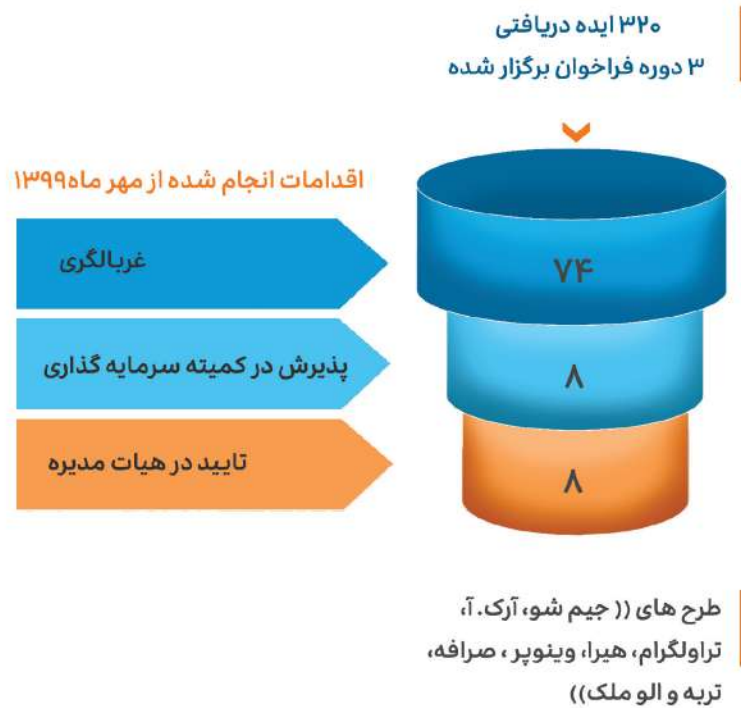 ۳۲۰ ایده دریافتی
۳ دوره فراخوان برگزار شده
اقدامات انجام شده از مهر ماه۱۳۹۹
غربالگری
۷۴
پذیرش در کمیته سرمایه گذاری
۸
تایید در هیات مدیره
۸
طرح های (( جیم شو، آرک. آ،
تراولگرام، هیرا، وینوپر ، صرافه،
تربه و الو ملک))